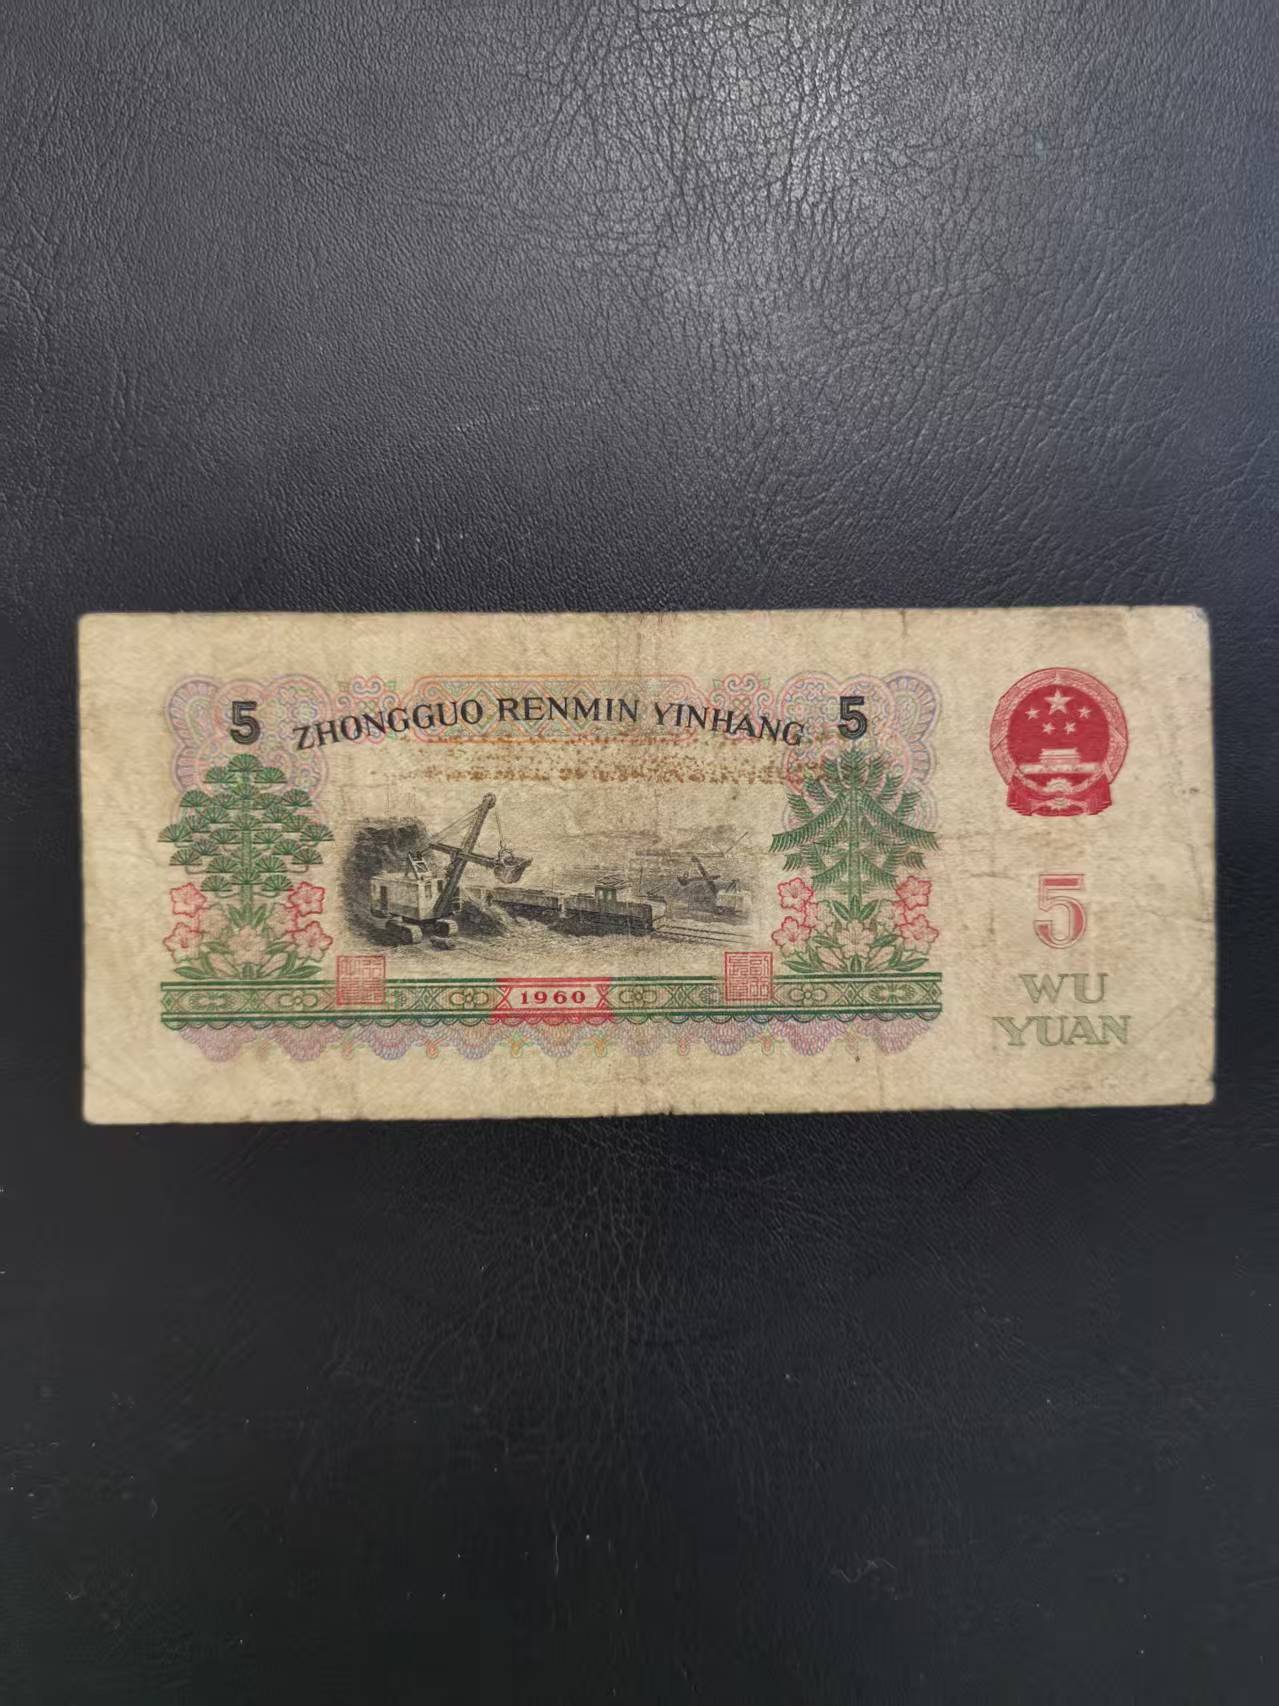 5 ZHONGGUO RENMIN YINHANG 5
5
WU
YUAN
1960